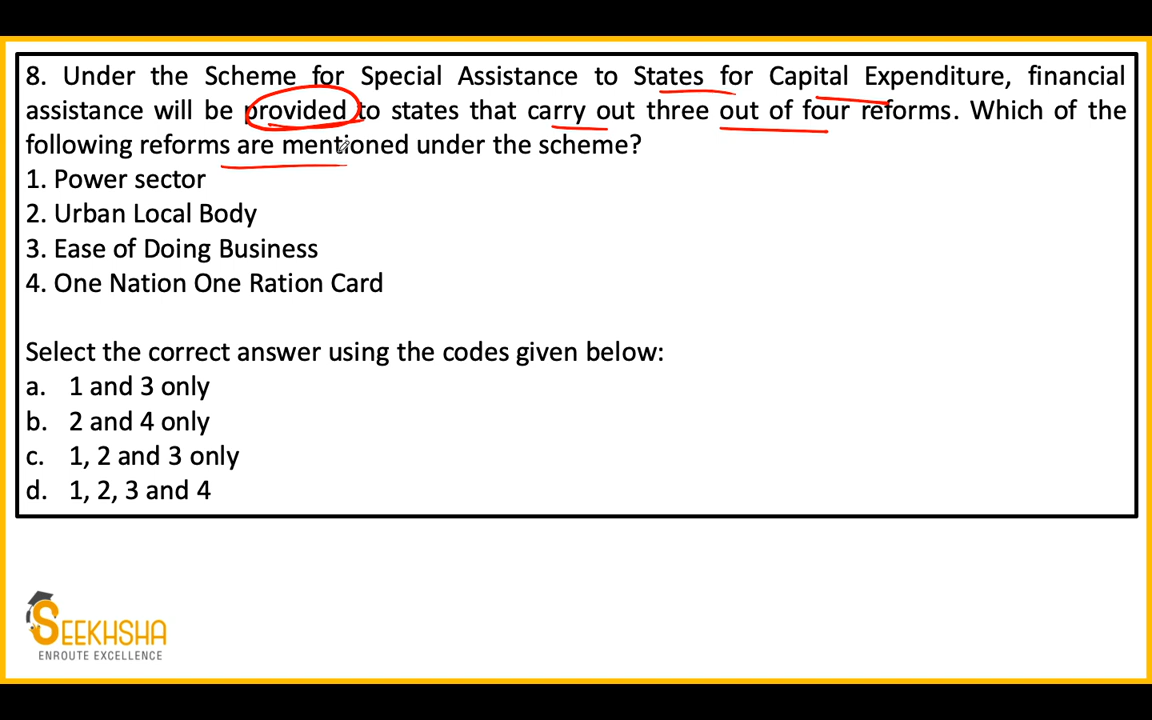 8. Under the Scheme for Special Assistance to States for Capital Expenditure, financial
assistance will be provided to states that carry out three out of four reforms. Which of the
following reforms are mentioned under the scheme?
1. Power sector
2. Urban Local Body
3. Ease of Doing Business
4. One Nation One Ration Card
Select the correct answer using the codes given below:
a. 1 and 3 only
b. 2 and 4 only
c. 1, 2 and 3 only
d. 1, 2, 3 and 4
SEEKHSHA
ENROUTE EXCELLENCE